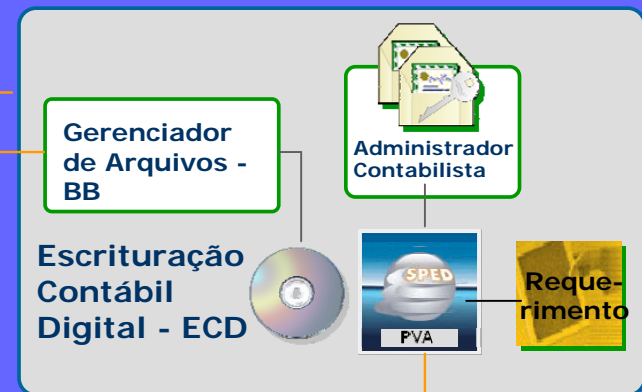 Gerenciador
de Arquivos -
BB
Administrador
Contabilista
Escrituração
Contábil
Digital - ECD
SPED
PVA
Reque-
rimento